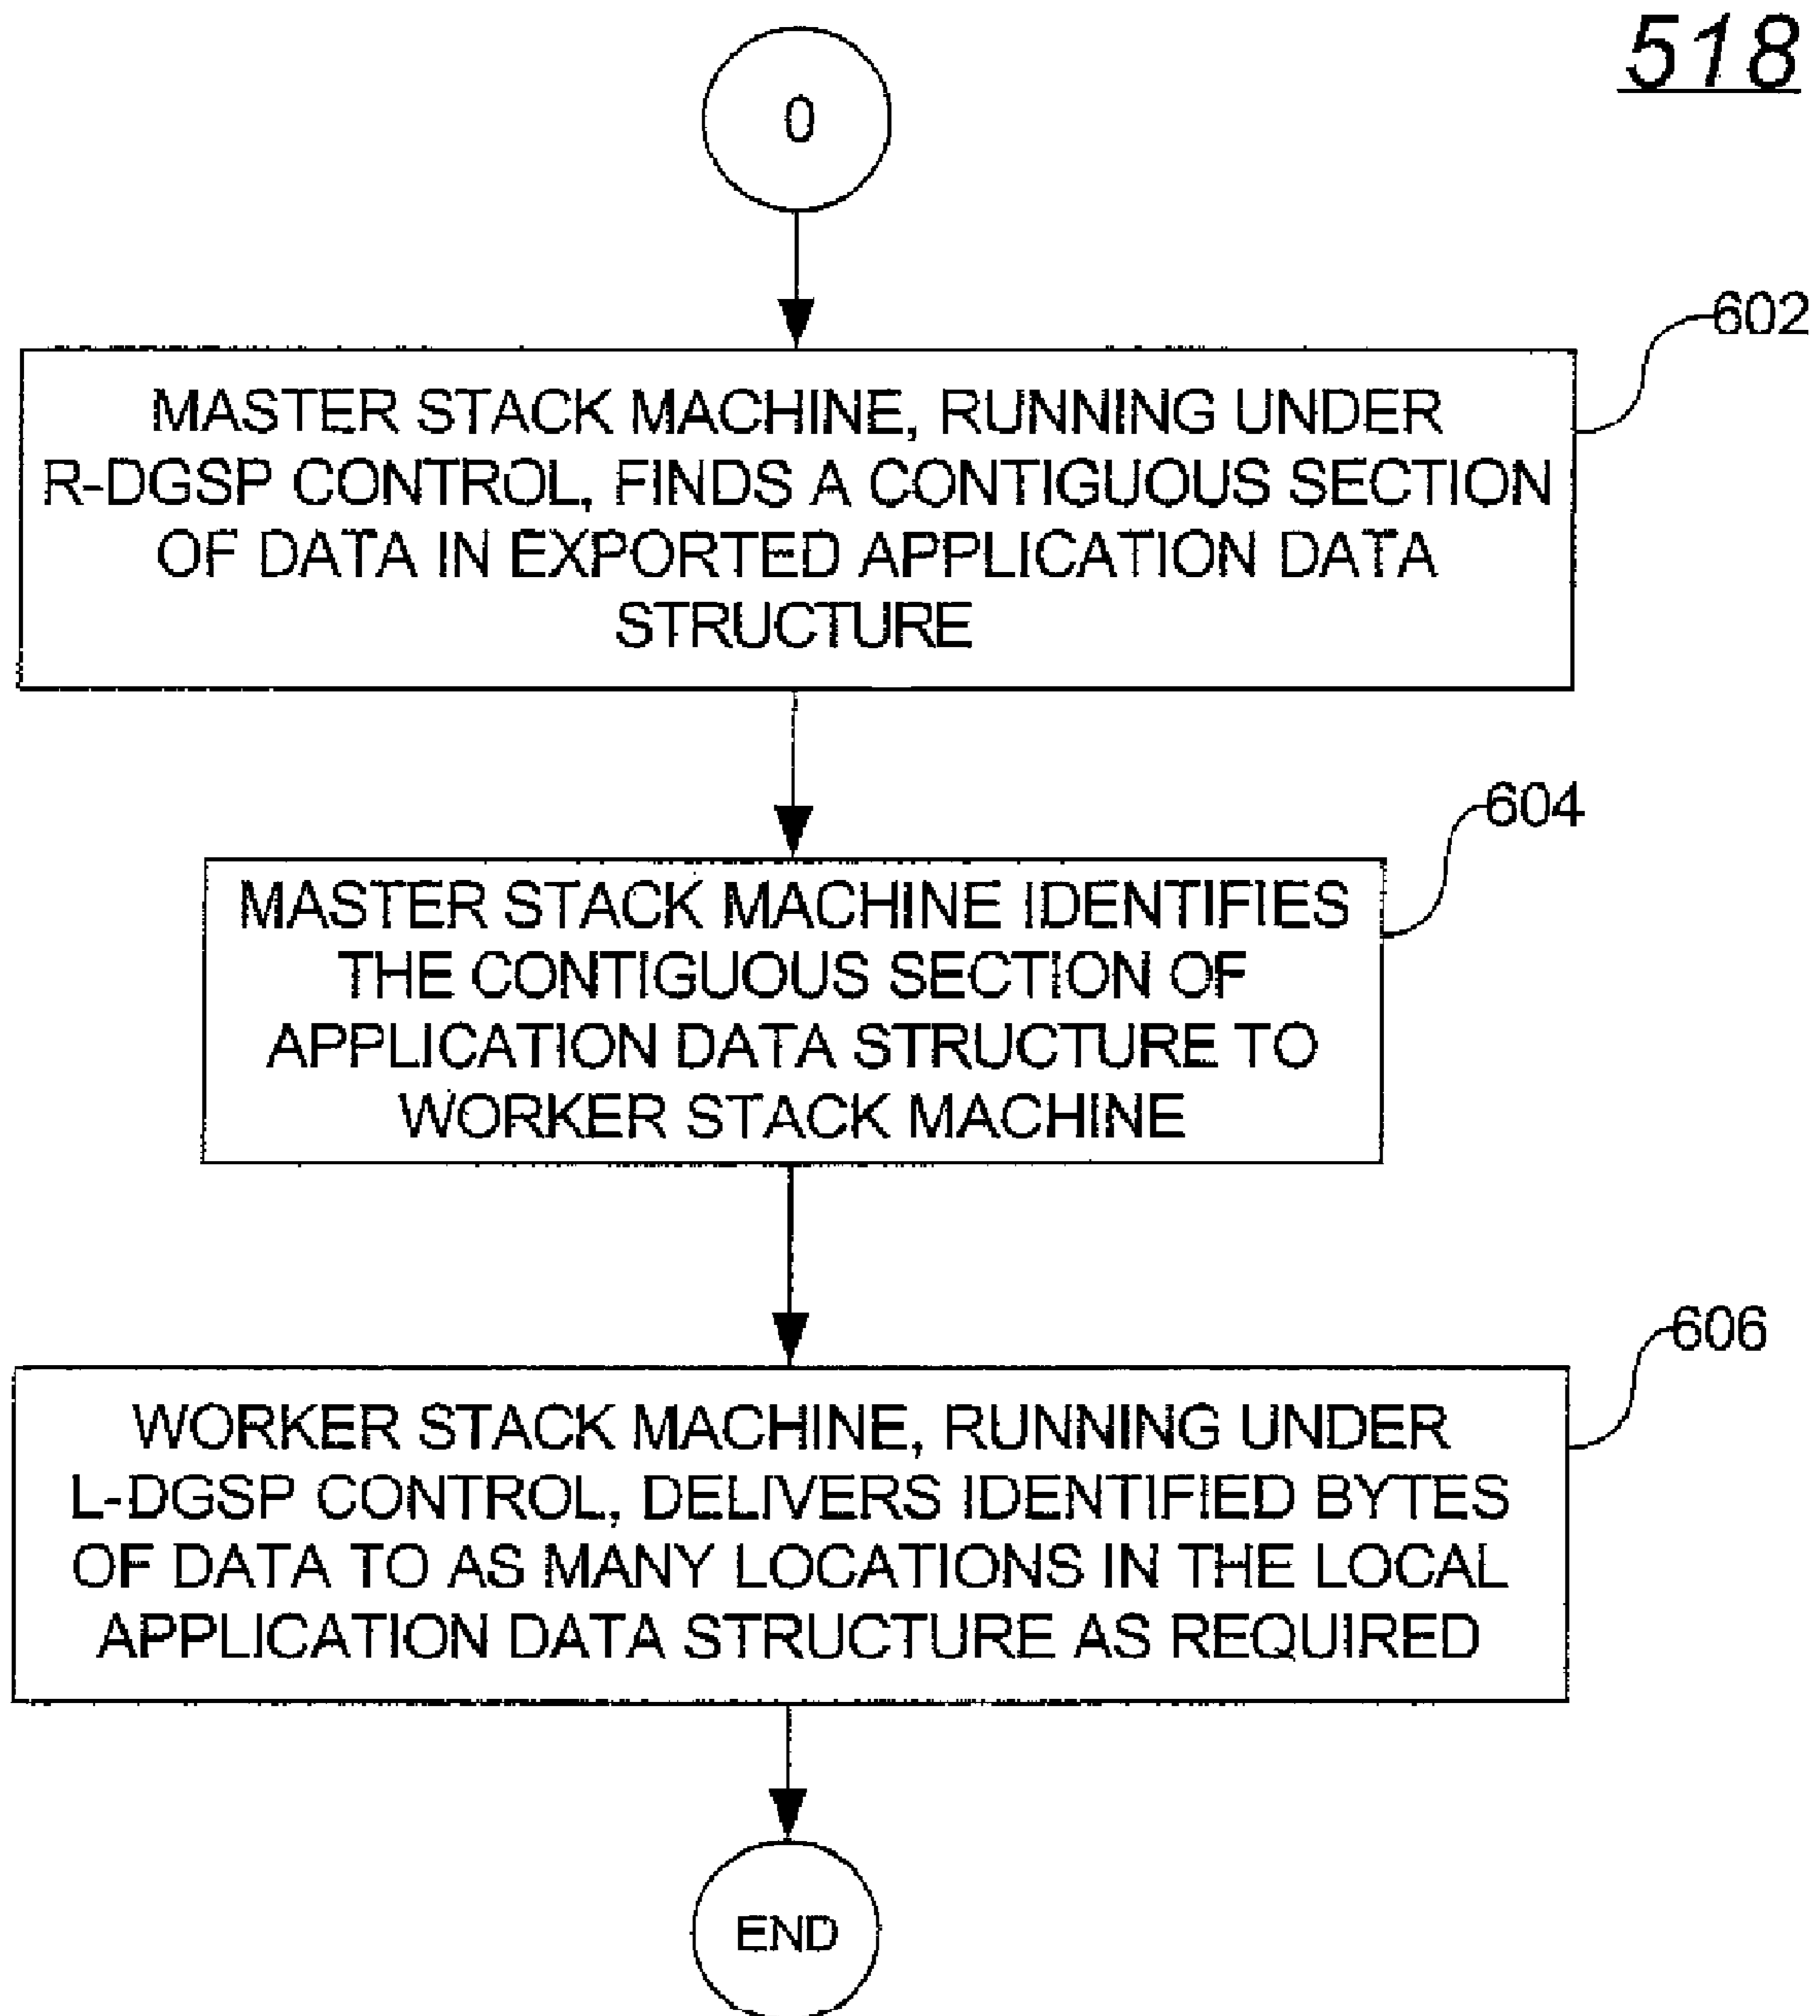 518
0
602
MASTER STACK MACHINE, RUNNING UNDER
R-DGSP CONTROL, FINDS A CONTIGUOUS SECTION
OF DATA IN EXPORTED APPLICATION DATA
STRUCTURE
604
MASTER STACK MACHINE IDENTIFIES
THE CONTIGUOUS SECTION OF
APPLICATION DATA STRUCTURE TO
WORKER STACK MACHINE
606
WORKER STACK MACHINE, RUNNING UNDER
L-DGSP CONTROL, DELIVERS IDENTIFIED BYTES
OF DATA TO AS MANY LOCATIONS IN THE LOCAL
APPLICATION DATA STRUCTURE AS REQUIRED
END